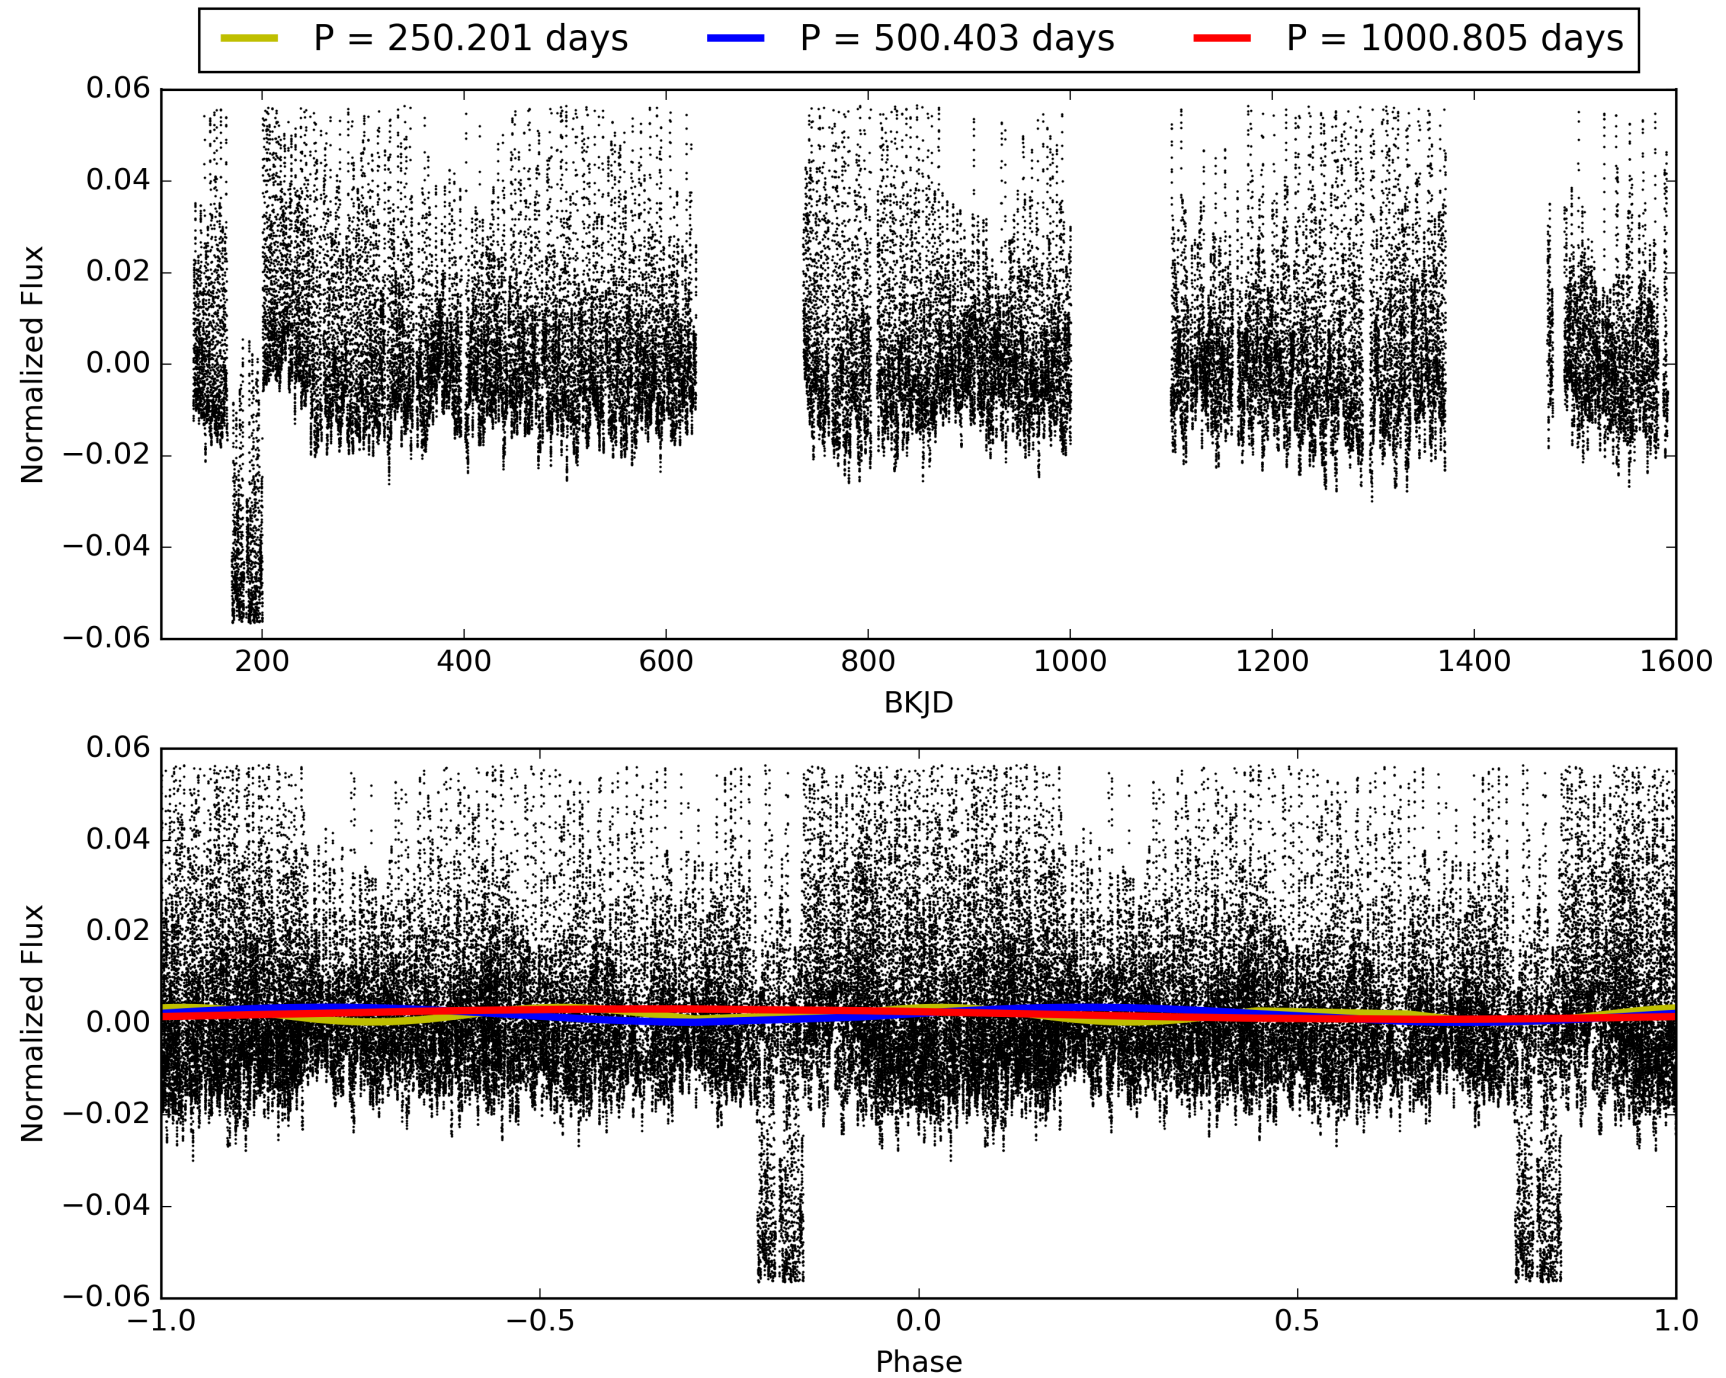 P = 250.201 days P = 500.403 days P = 1000.805 days
0.06
0.04
0.02
0.00
−0.02
−0.04
−0.06
Normalized Flux
200 400 600 800 1000 1200 1400 1600
BKJD
0.06
0.04
0.02
0.00
−0.02
−0.04
−0.06
Normalized Flux
−1.0 −0.5 0.0 0.5 1.0
Phase